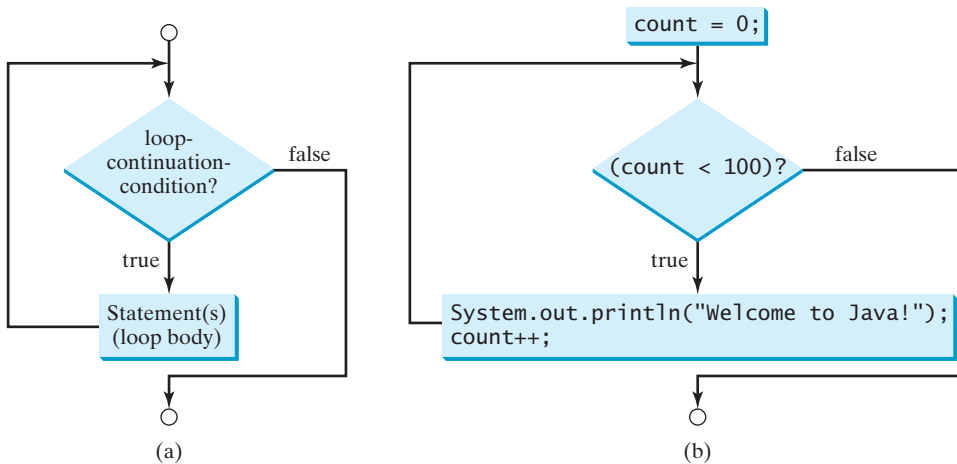 loop-
continuation-
condition?
false
true
Statement(s)
(loop body)
(a)
count = 0;
(count < 100)?
false
true
System.out.println("Welcome to Java!");
count++;
(b)